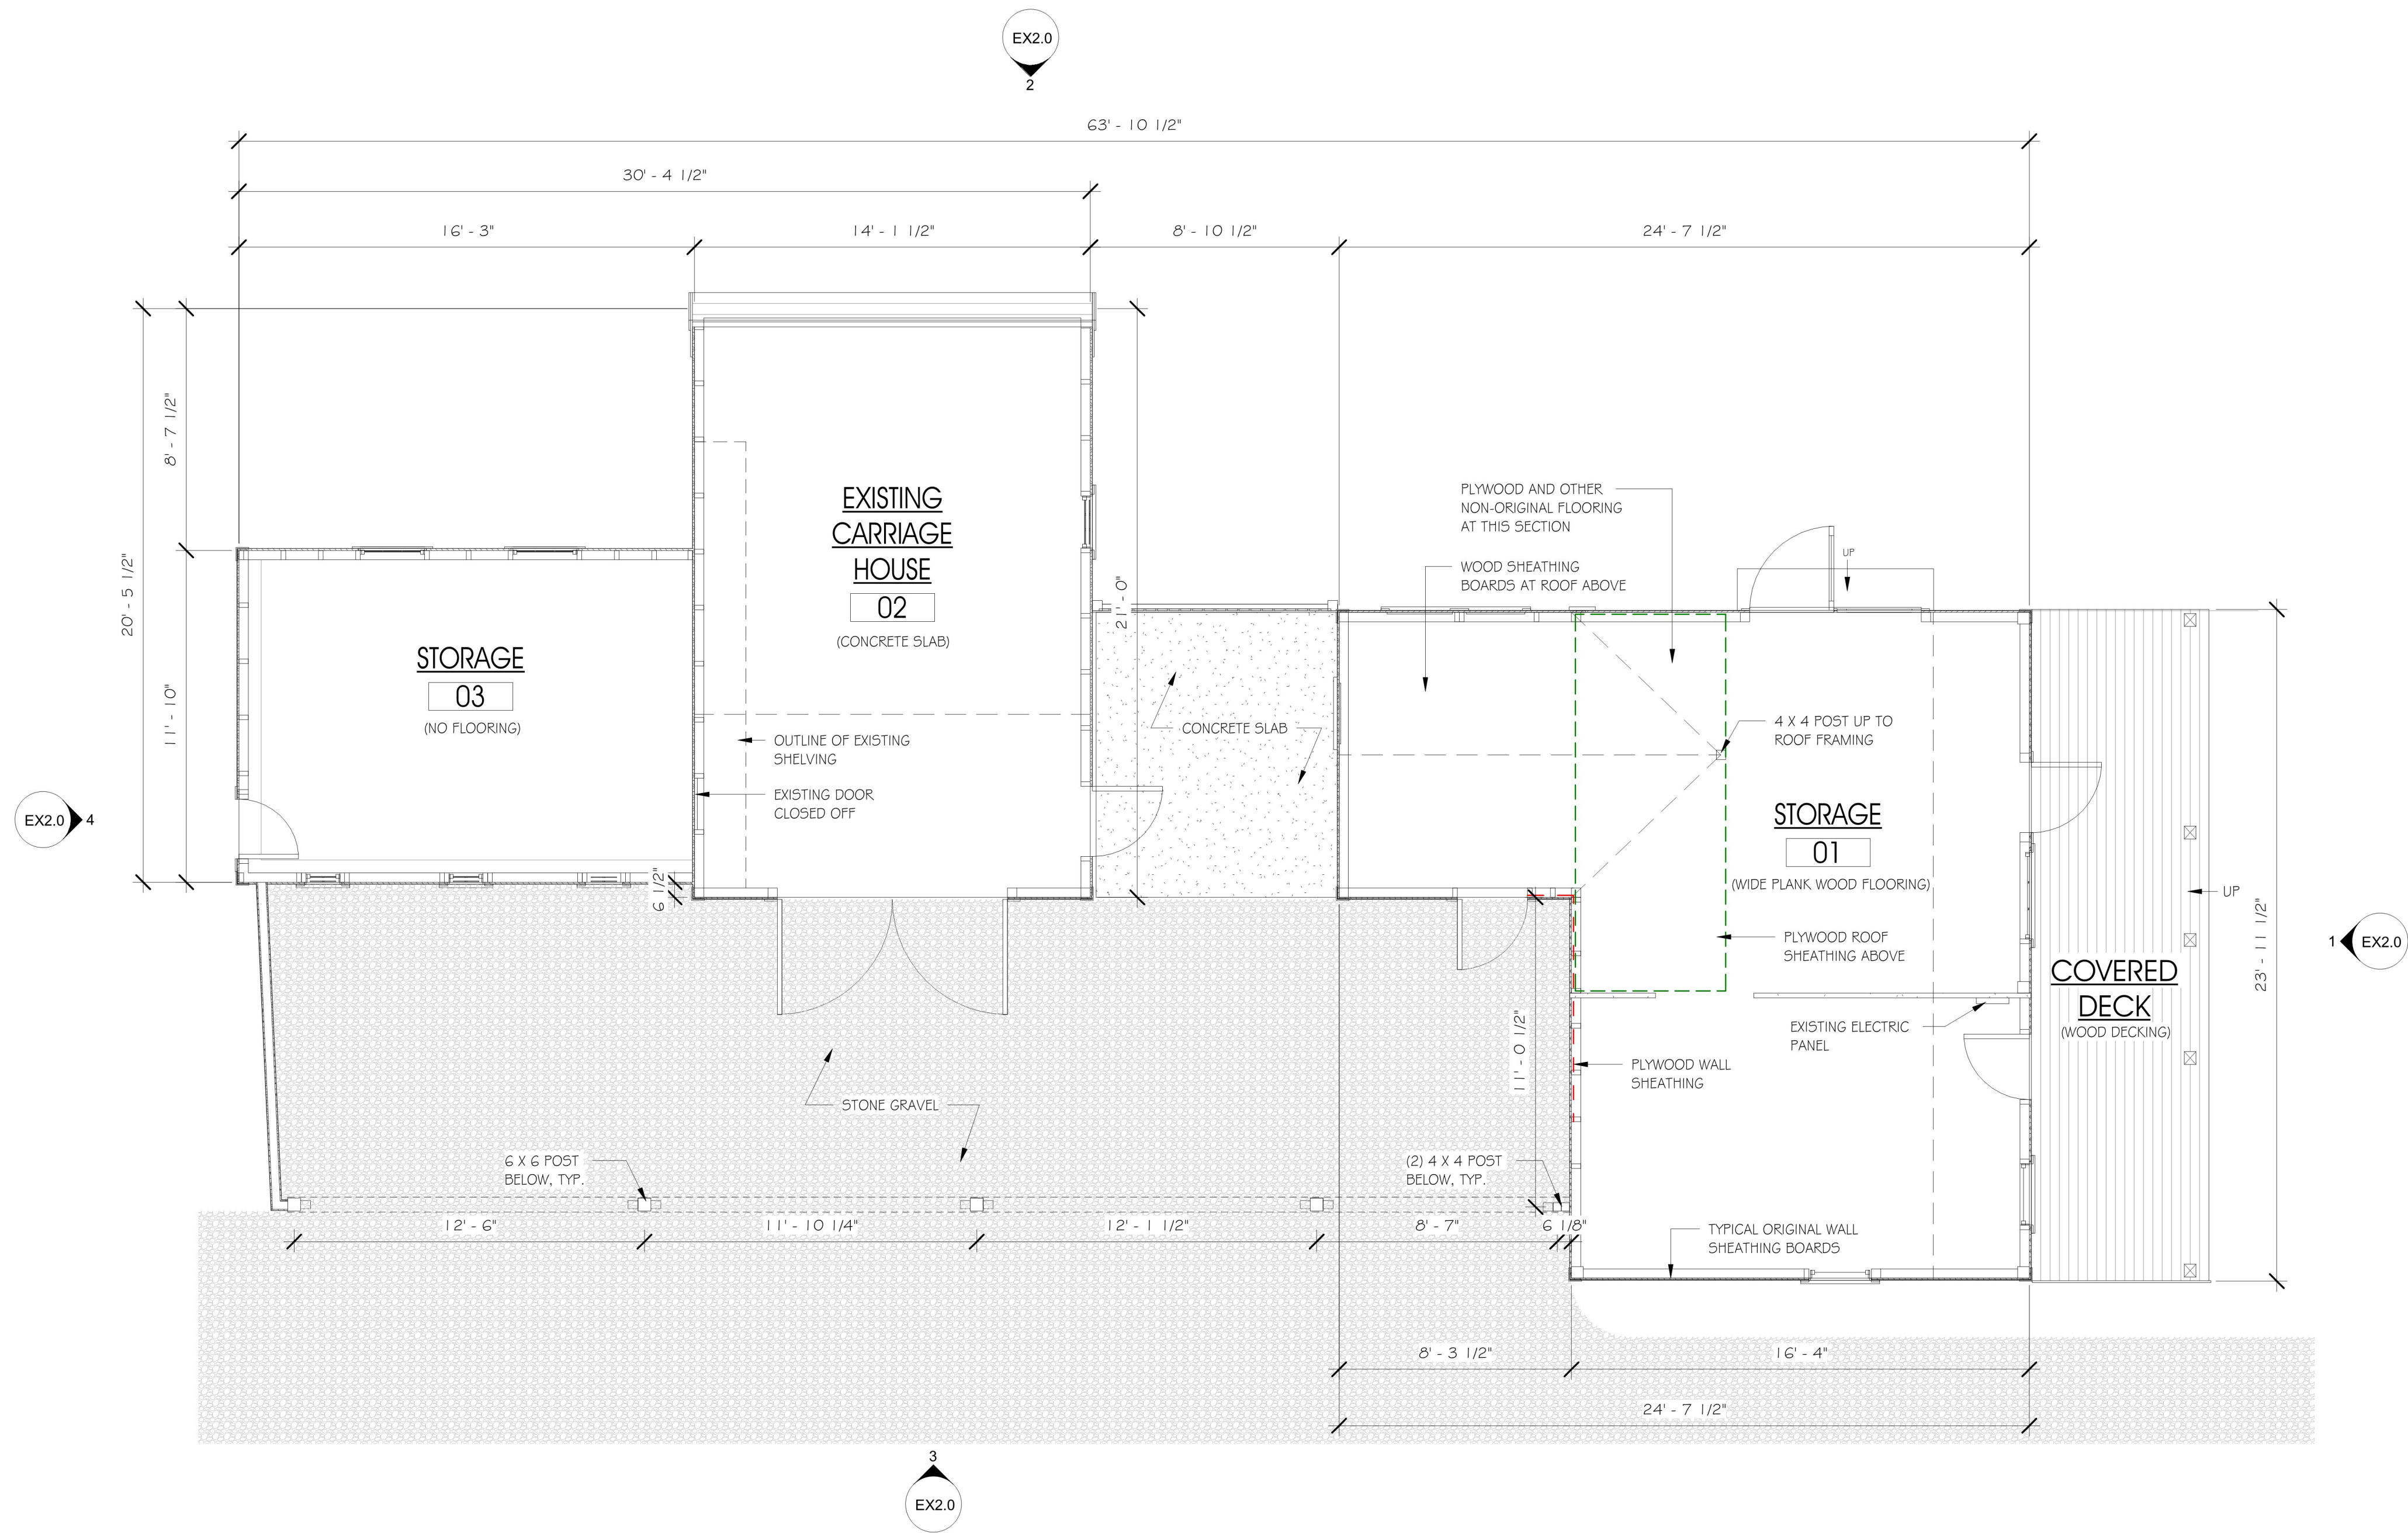 EX2.0
2
63' - 10 1/2"
30' - 4 1/2"
16' - 3"
14' - 1 1/2"
8' - 10 1/2"
24' - 7 1/2"
20' - 5 1/2"
8' - 7 1/2"
11' - 10"
21' - 0"
EXISTING
CARRIAGE
HOUSE
02
(CONCRETE SLAB)
STORAGE
03
(NO FLOORING)
OUTLINE OF EXISTING
SHELVING
EXISTING DOOR
CLOSED OFF
6 1/2"
CONCRETE SLAB
PLYWOOD AND OTHER
NON-ORIGINAL FLOORING
AT THIS SECTION
WOOD SHEATHING
BOARDS AT ROOF ABOVE
UP
4 X 4 POST UP TO
ROOF FRAMING
STORAGE
01
(WIDE PLANK WOOD FLOORING)
PLYWOOD ROOF
SHEATHING ABOVE
UP
COVERED
DECK
(WOOD DECKING)
23' - 11 1/2"
EX2.0
4
1
EX2.0
EXISTING ELECTRIC
PANEL
PLYWOOD WALL
SHEATHING
11' - 0 1/2"
STONE GRAVEL
6 X 6 POST
BELOW, TYP.
(2) 4 X 4 POST
BELOW, TYP.
12' - 6"
11' - 10 1/4"
12' - 1 1/2"
8' - 7"
6 1/8"
TYPICAL ORIGINAL WALL
SHEATHING BOARDS
8' - 3 1/2"
16' - 4"
24' - 7 1/2"
3
EX2.0